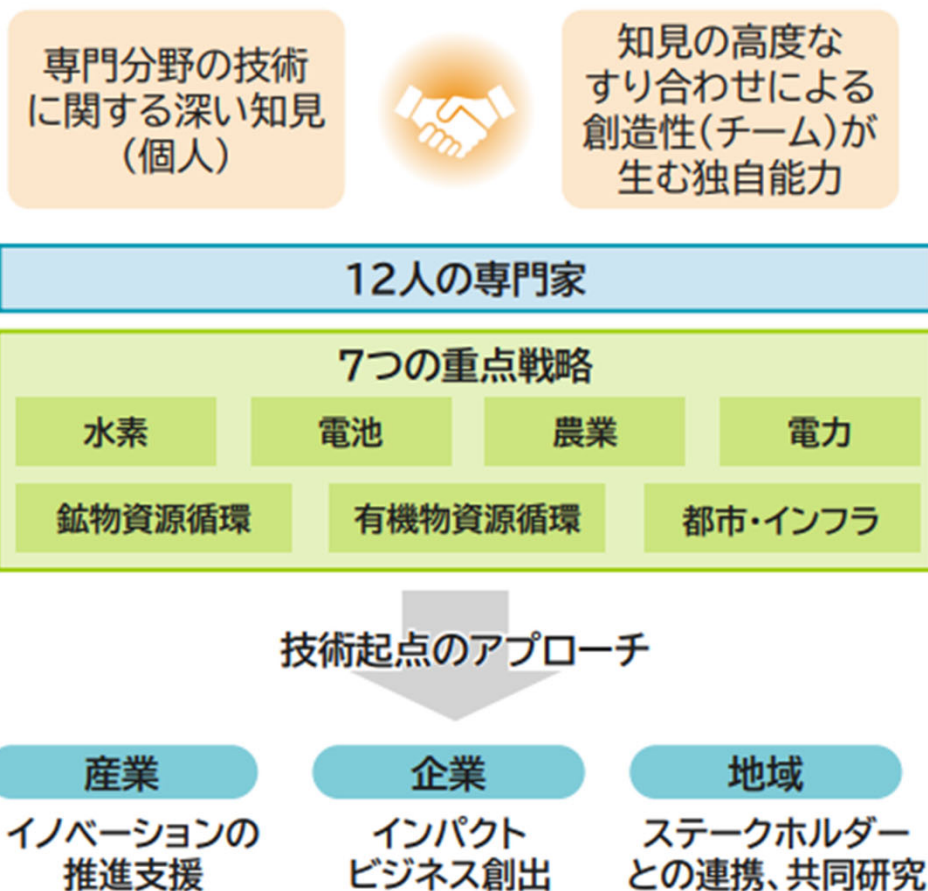 専門分野の技術
に関する深い知見
（個人）
知見の高度な
すり合わせによる
創造性(チーム)が
生む独自能力
12人の専門家
7つの重点戦略
水素
電池
農業
電力
鉱物資源循環
有機物資源循環
都市・インフラ
技術起点のアプローチ
産業
企業
地域
イノベーションの
推進支援
インパクト
ビジネス創出
ステークホルダー
との連携、共同研究